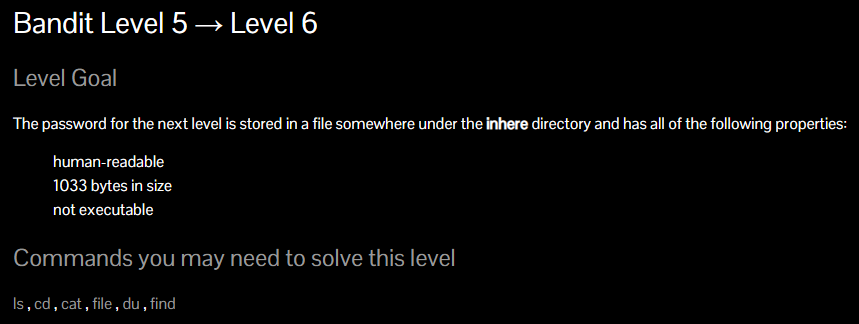 Bandit Level 5 → Level 6
Level Goal
The password for the next level is stored in a file somewhere under the inhere directory and has all of the following properties:
human-readable
1033 bytes in size
not executable
Commands you may need to solve this level
ls , cd , cat , file , du , find